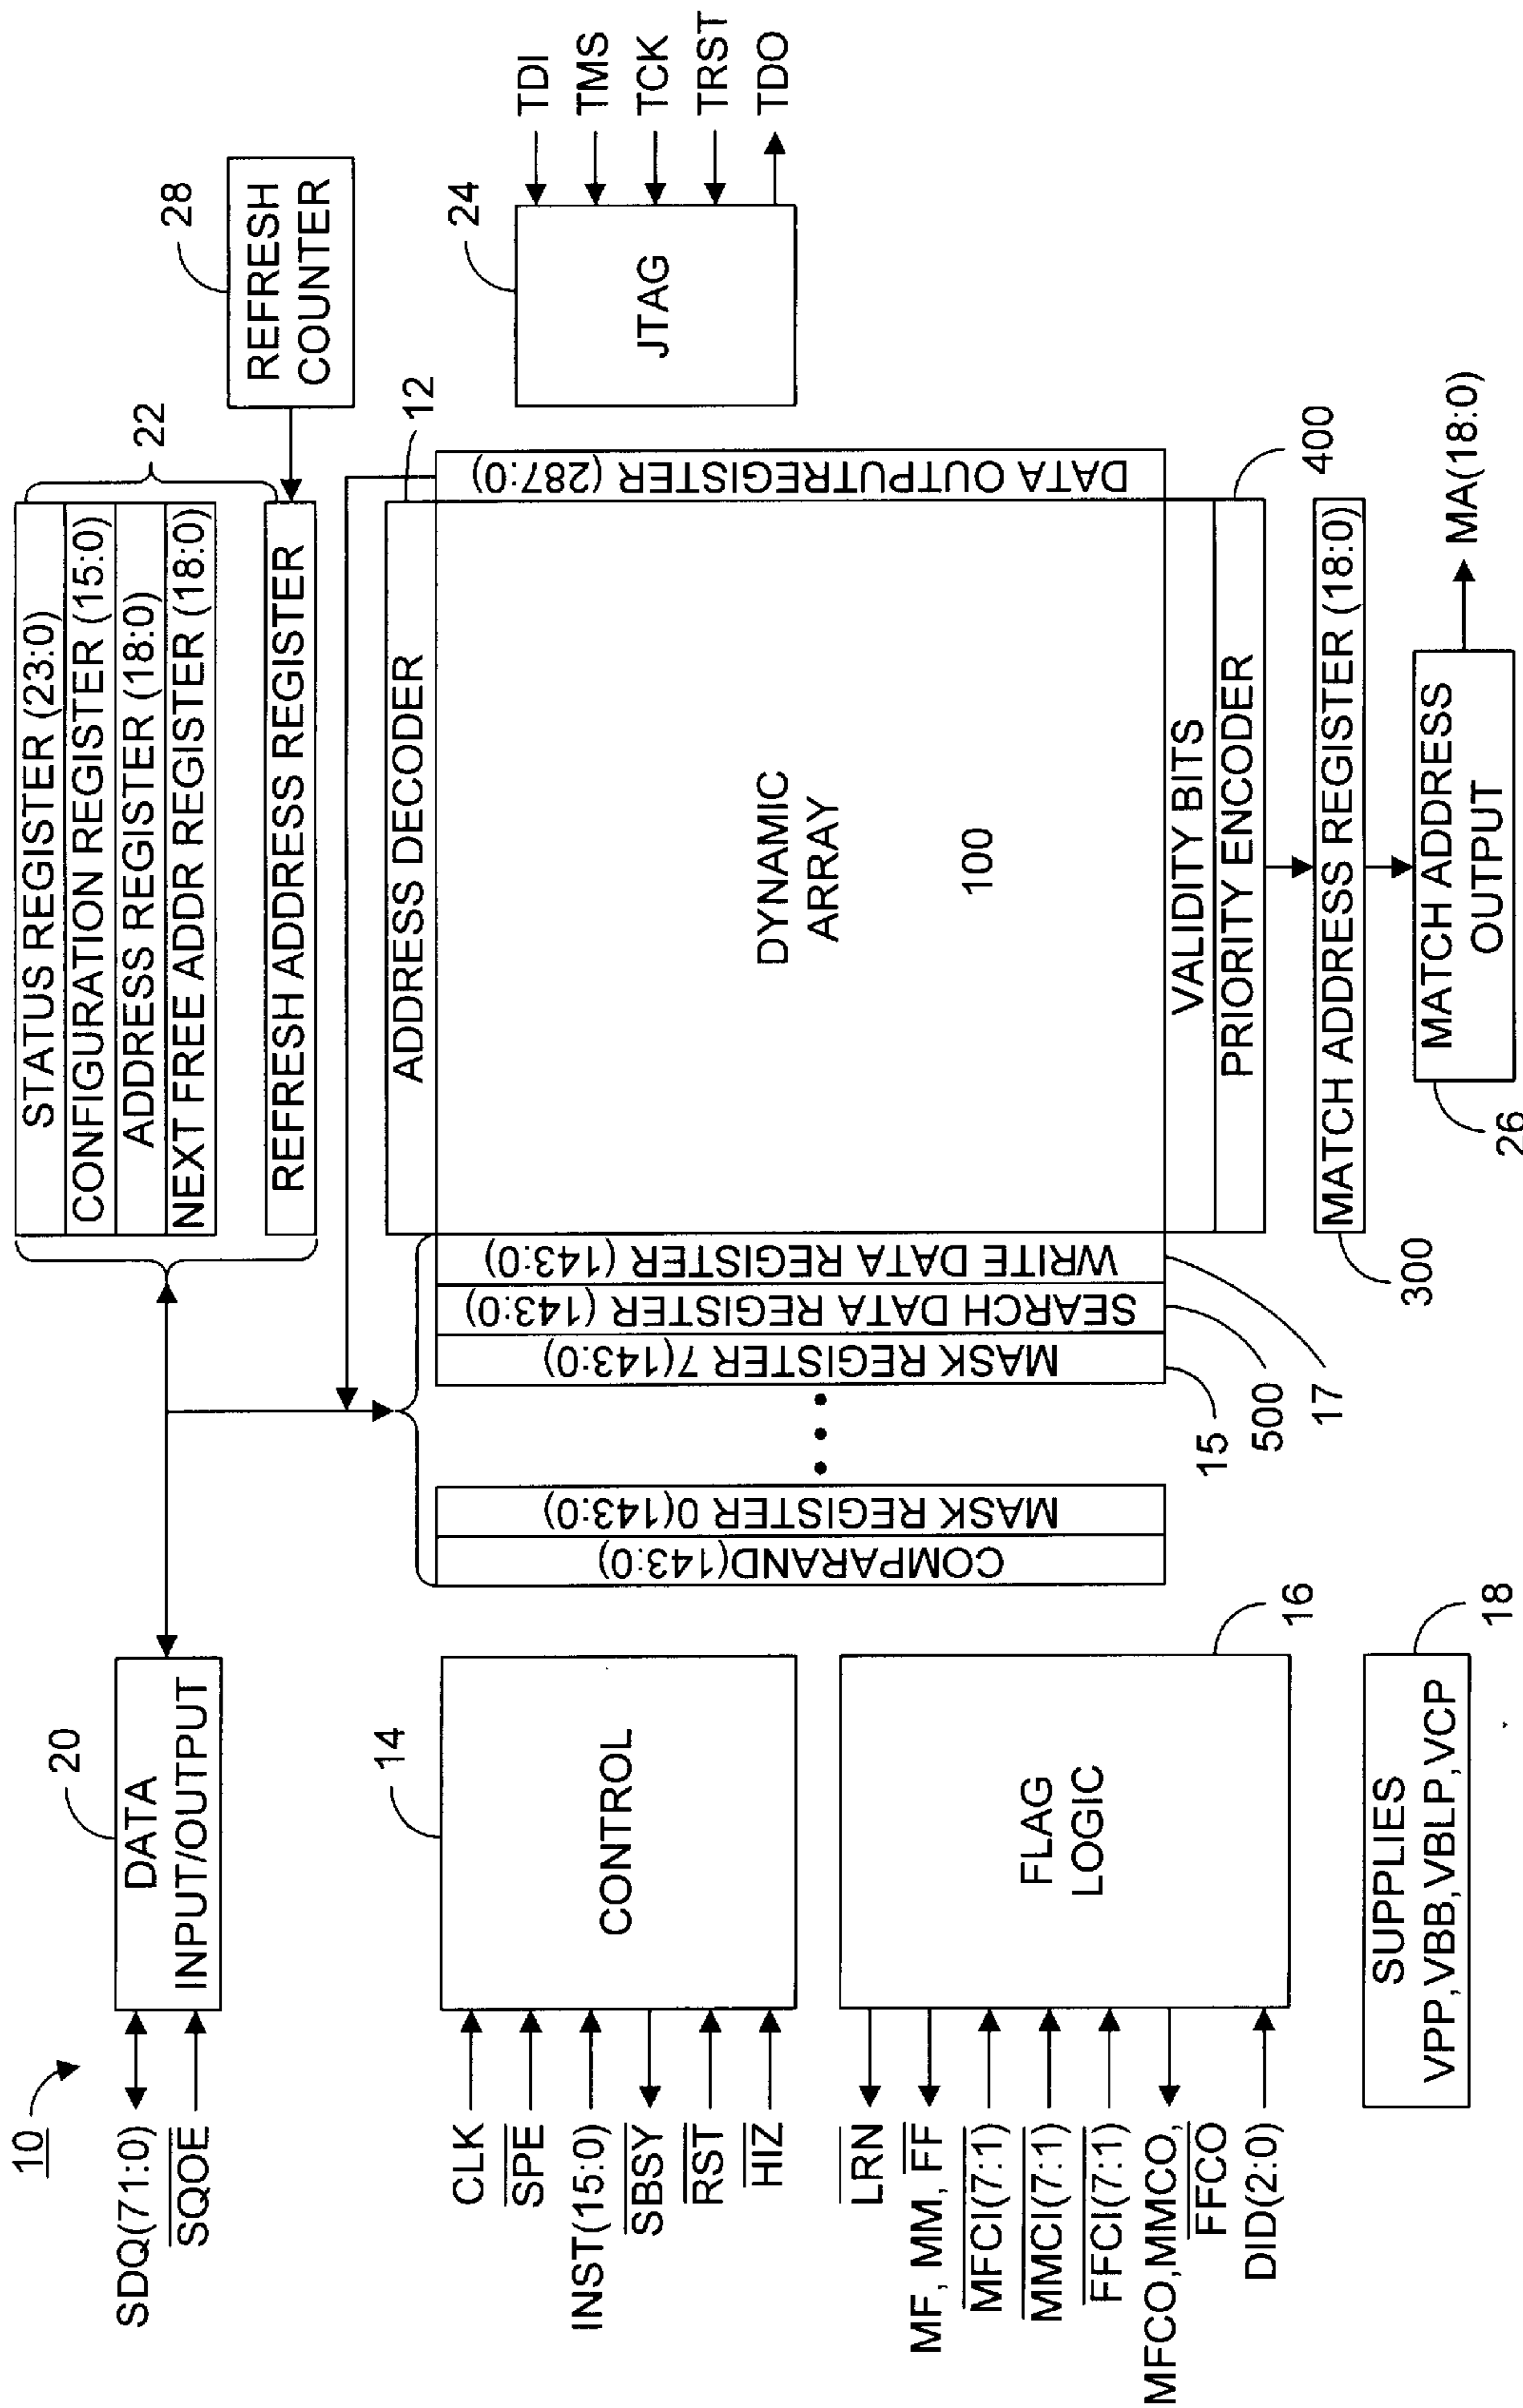 10
SDQ(71:0)
SQOE
20
DATA
INPUT/OUTPUT
STATUS REGISTER (23:0)
CONFIGURATION REGISTER (15:0)
ADDRESS REGISTER (18:0)
NEXT FREE ADDR REGISTER (18:0)
REFRESH ADDRESS REGISTER
22
28
REFRESH
COUNTER
CLK
SPE
INST(15:0)
SBSY
RST
HIZ
14
CONTROL
COMPARAND(143:0)
MASK REGISTER 0(143:0)
MASK REGISTER 7(143:0)
SEARCH DATA REGISTER (143:0)
WRITE DATA REGISTER (143:0)
15
500
17
ADDRESS DECODER
12
DYNAMIC
ARRAY
100
DATA OUTPUTREGISTER (287:0)
VALIDITY BITS
PRIORITY ENCODER
400
24
JTAG
TDI
TMS
TCK
TRST
TDO
LRN
MF, MM, FF
MFCI(7:1)
MMCI(7:1)
FFCI(7:1)
MFCO,MMCO,
FFCO
DID(2:0)
FLAG
LOGIC
16
SUPPLIES
VPP,VBB,VBLP,VCP
18
300
MATCH ADDRESS REGISTER (18:0)
26
MATCH ADDRESS
OUTPUT
MA(18:0)